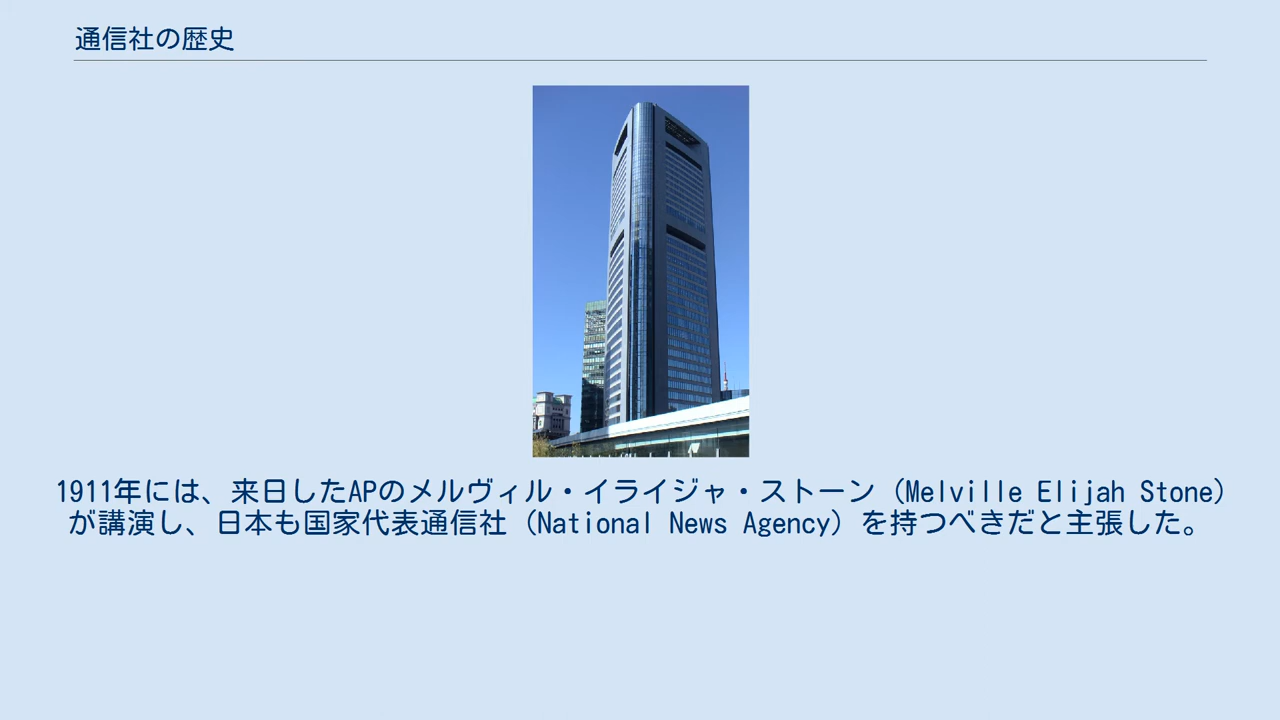 通信社の歴史
1911年には、来日したAPのメルヴィル・イライジャ・ストーン（Melville Elijah Stone）
が講演し、日本も国家代表通信社（National News Agency）を持つべきだと主張した。